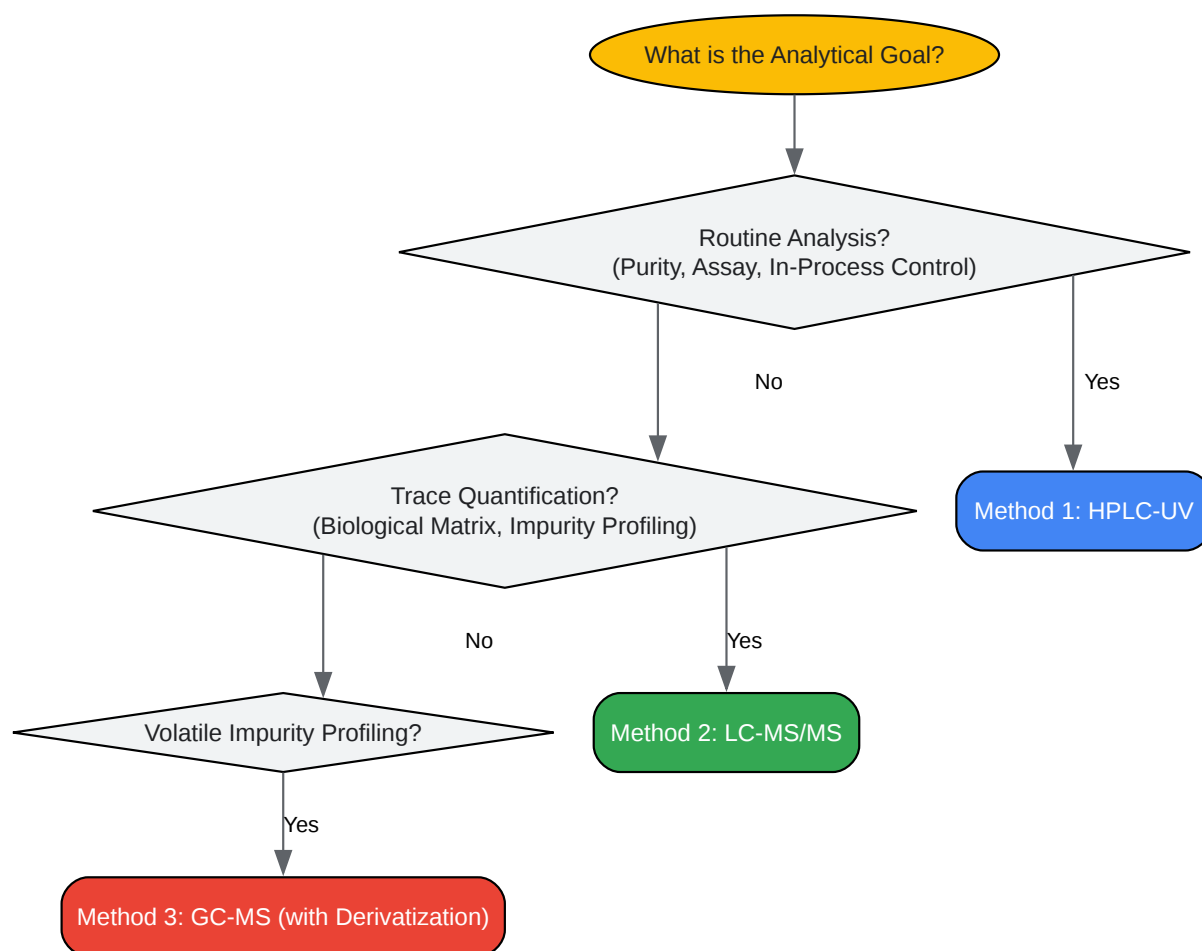 What is the Analytical Goal?
Routine Analysis?
(Purity, Assay, In-Process Control)
No
Yes
Trace Quantification?
(Biological Matrix, Impurity Profiling)
Method 1: HPLC-UV
No
Yes
Volatile Impurity Profiling?
Method 2: LC-MS/MS
Yes
Method 3: GC-MS (with Derivatization)